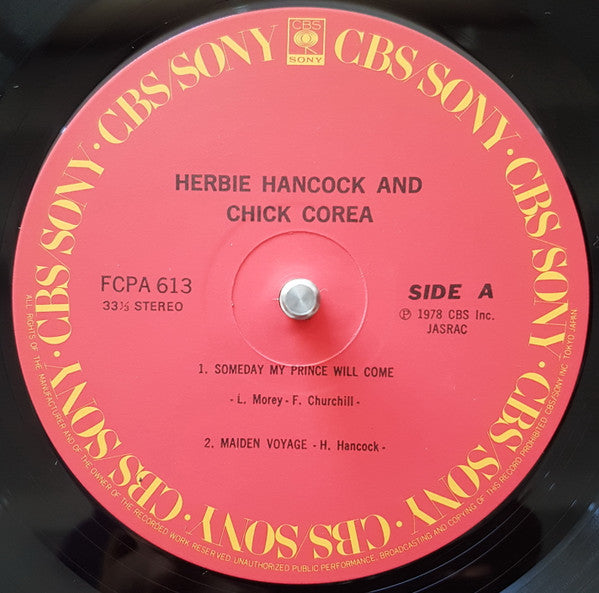 CBS
SONY
CBS/SONY · CBS/SONY · CBS/SONY · CBS/SONY · CBS/SONY · CBS/SONY · CBS/SONY · CBS/SONY
HERBIE HANCOCK AND
CHICK COREA
FCPA 613
33⅓ STEREO
SIDE A
Ⓟ 1978 CBS Inc.
JASRAC
1. SOMEDAY MY PRINCE WILL COME
- L. Morey - F. Churchill -
2. MAIDEN VOYAGE - H. Hancock -
ALL RIGHTS OF THE MANUFACTURER AND OF THE OWNER OF THE RECORDED WORK RESERVED. UNAUTHORIZED PUBLIC PERFORMANCE, BROADCASTING AND COPYING OF THIS RECORD PROHIBITED. CBS/SONY INC. TOKYO JAPAN